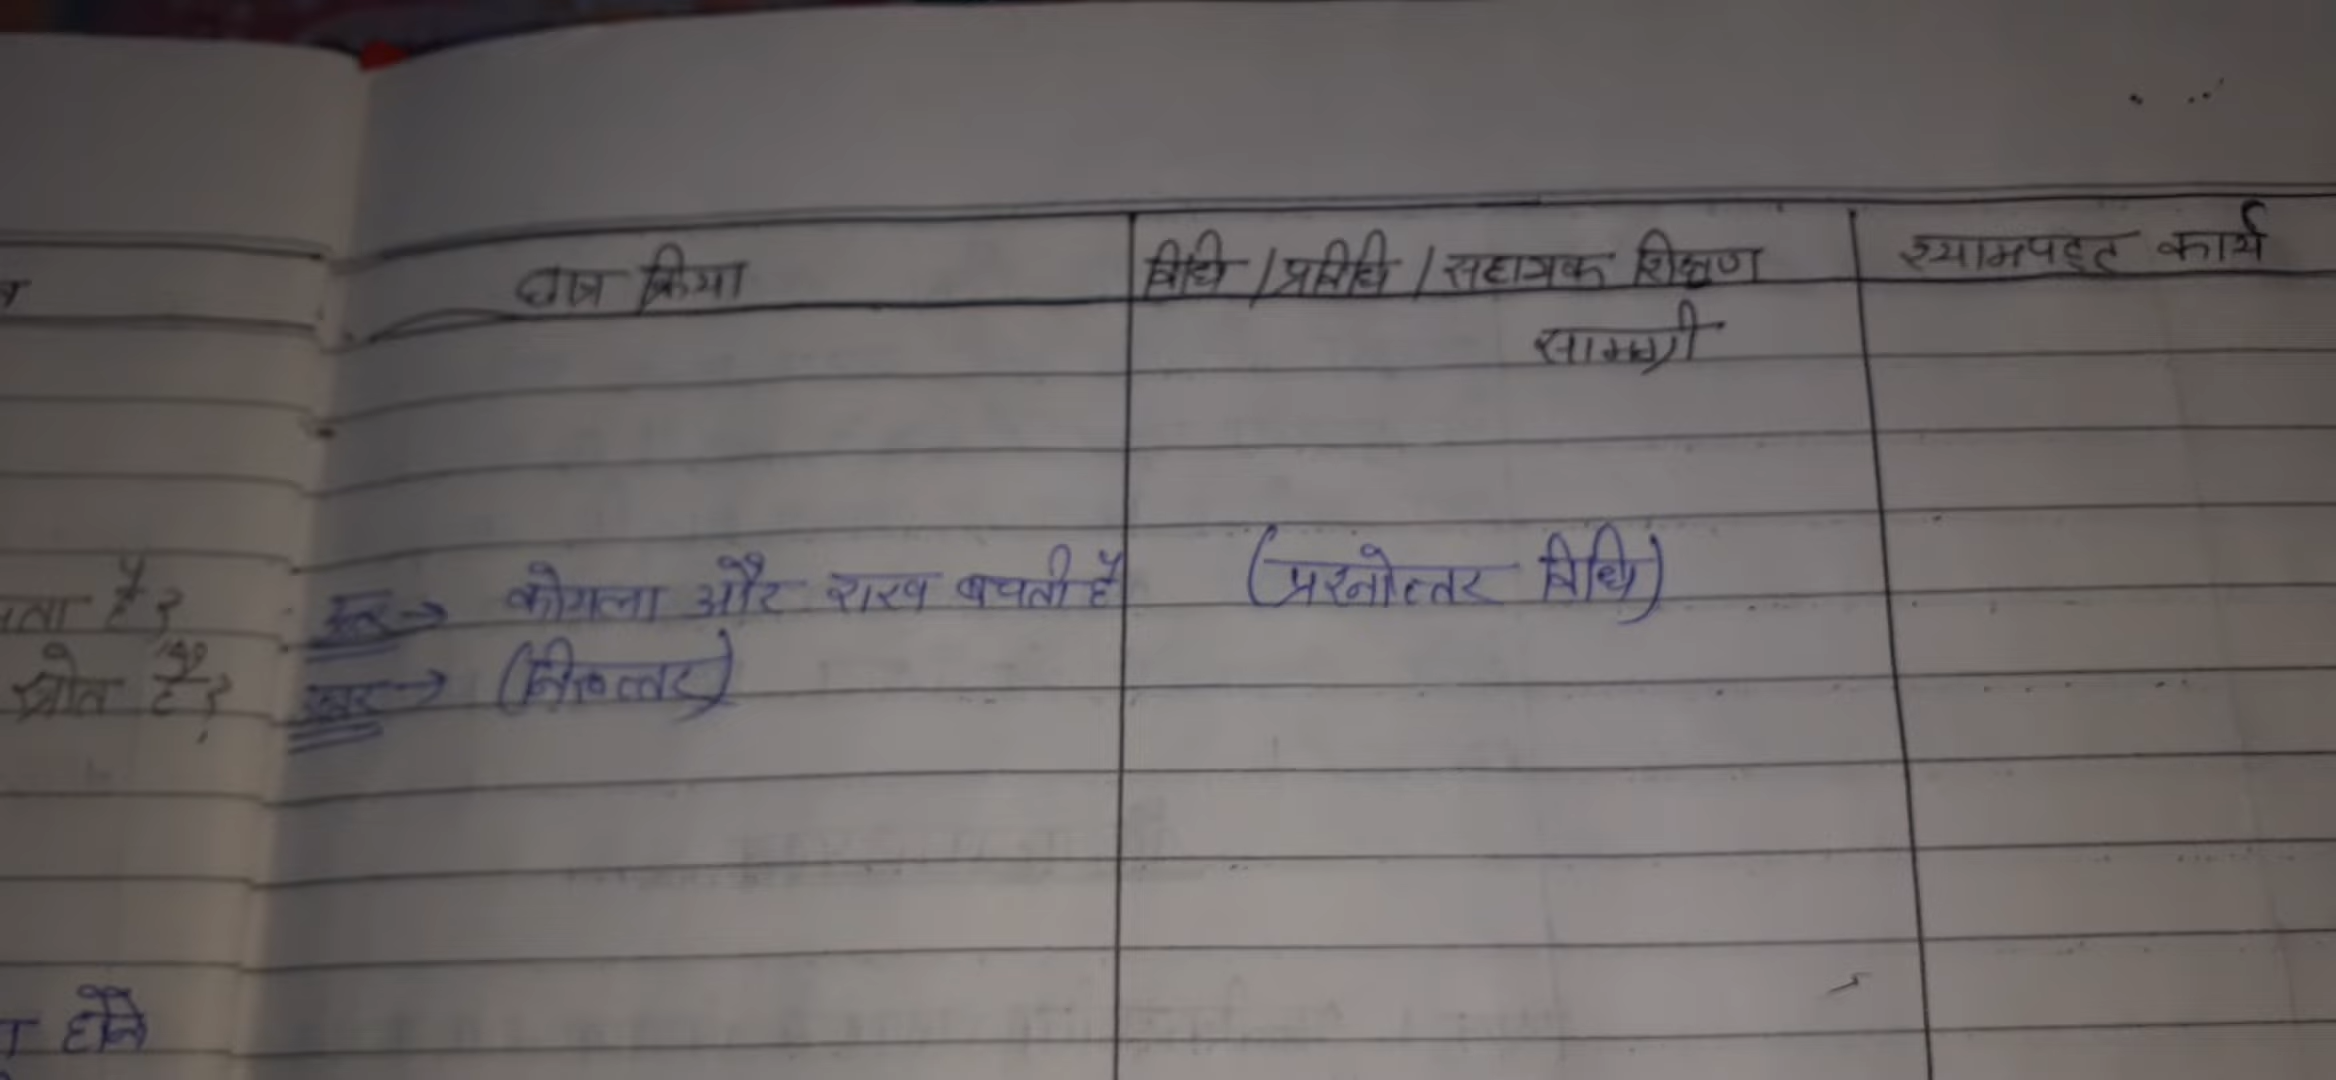 छात्र क्रिया
विधि / प्रविधि / सहायक शिक्षण
सामग्री
श्यामपट्ट कार्य
है?
उत्तर → कोयला और राख बचती है
(प्रश्नोत्तर विधि)
स्रोत है?
उत्तर → (निरुत्तर)
होने